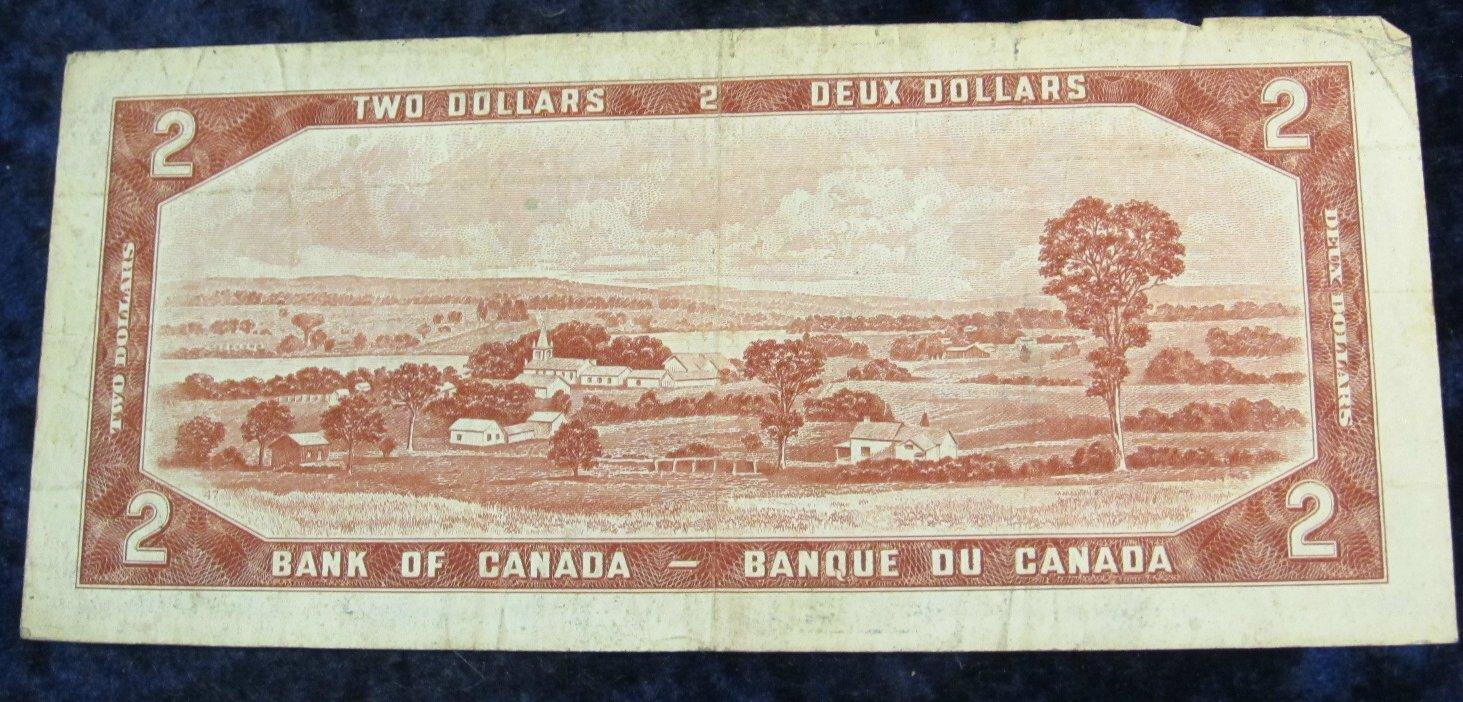 TWO DOLLARS 2 DEUX DOLLARS
2 2
TWO DOLLARS
DEUX DOLLARS
47
2 2
BANK OF CANADA — BANQUE DU CANADA